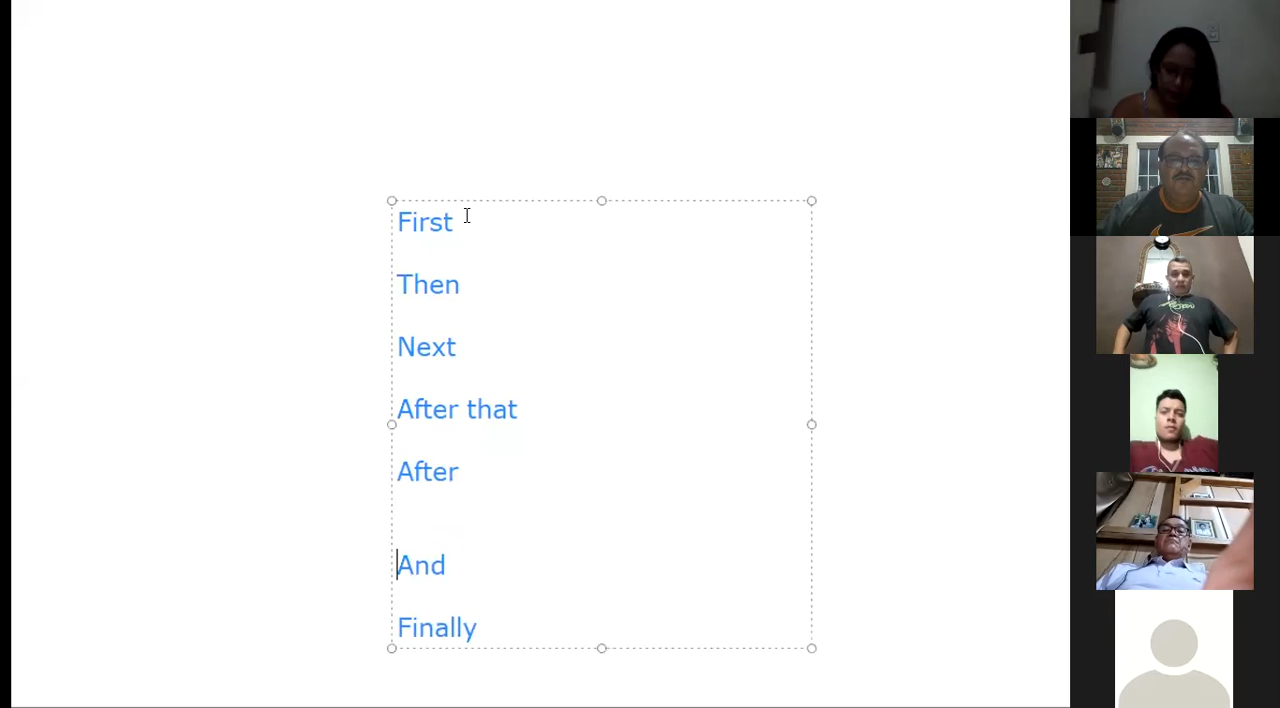 First
Then
Next
After that
After
And
Finally